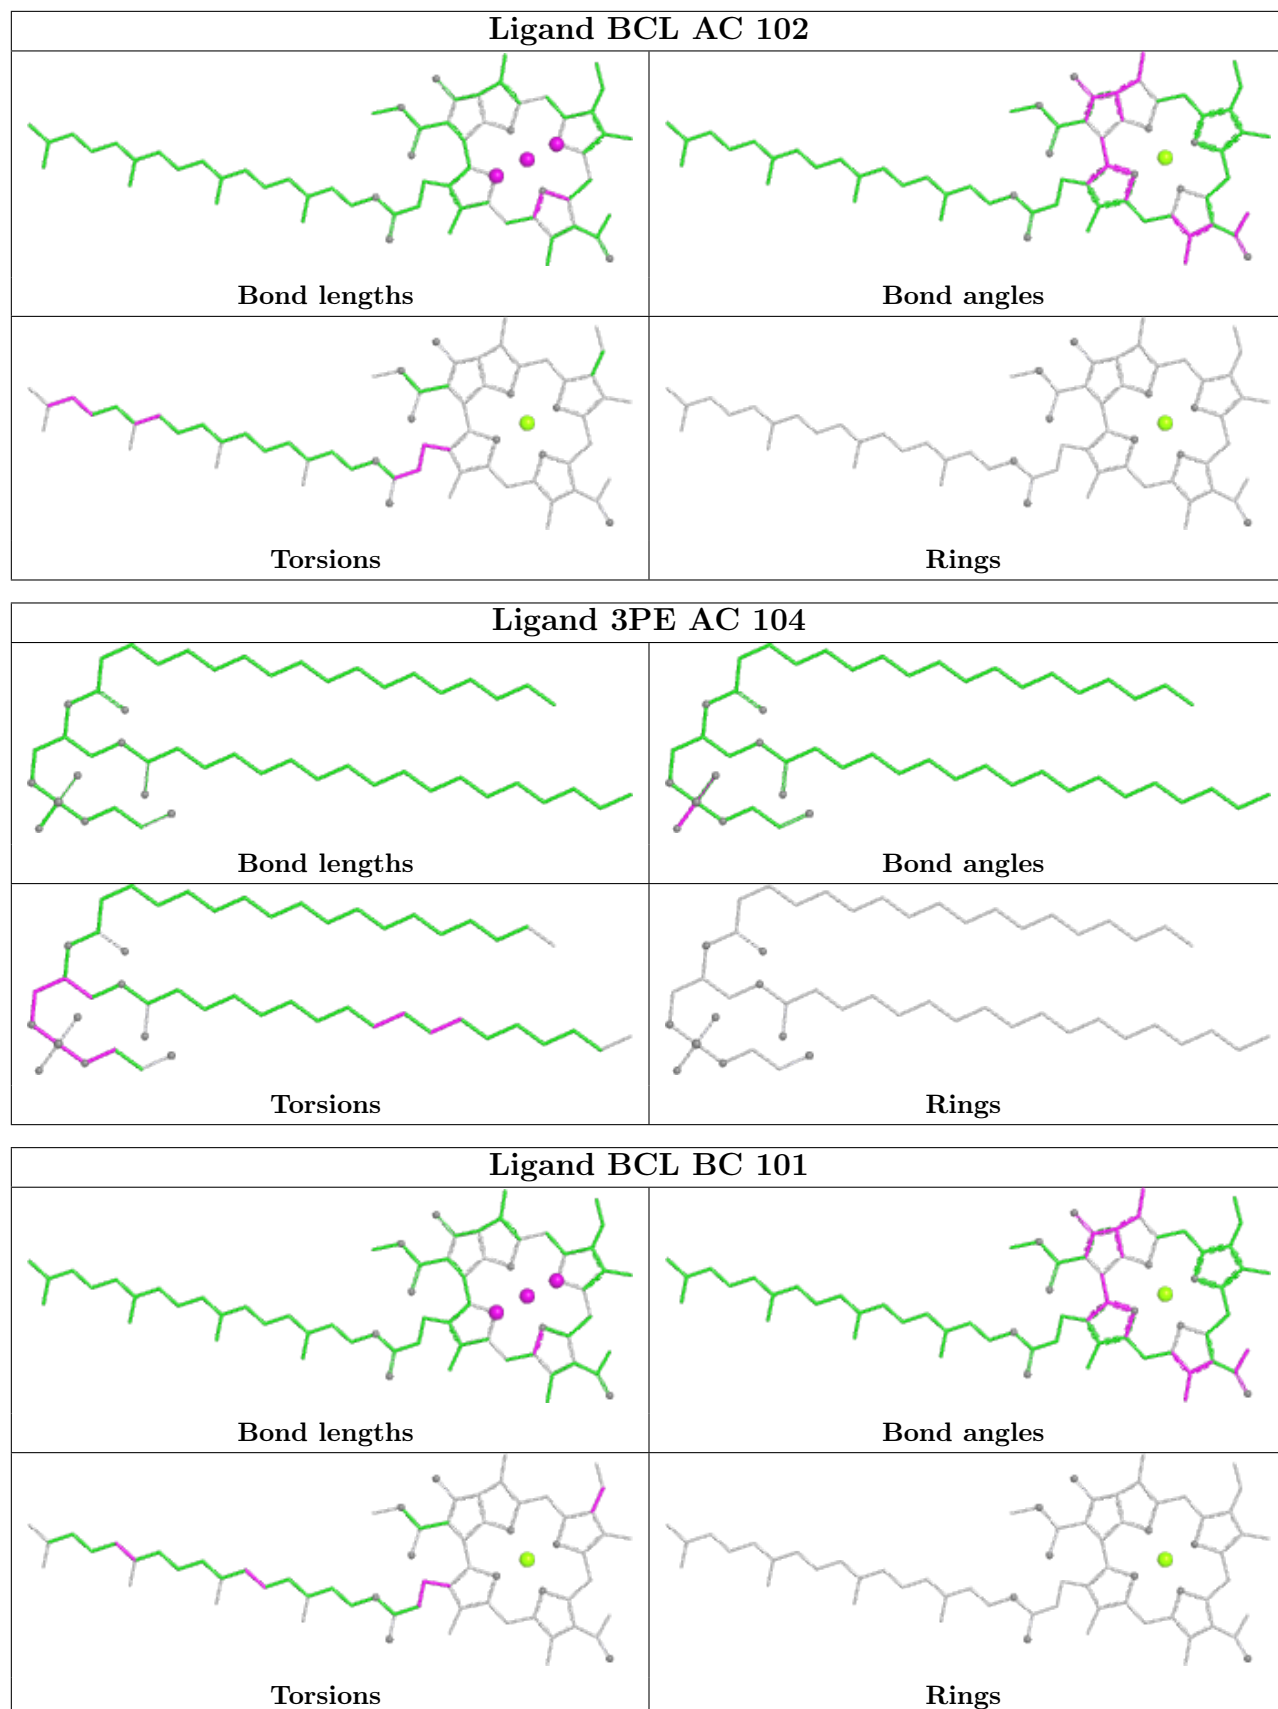 Ligand BCL AC 102
Bond lengths
Bond angles
Torsions
Rings
Ligand 3PE AC 104
Bond lengths
Bond angles
Torsions
Rings
Ligand BCL BC 101
Bond lengths
Bond angles
Torsions
Rings